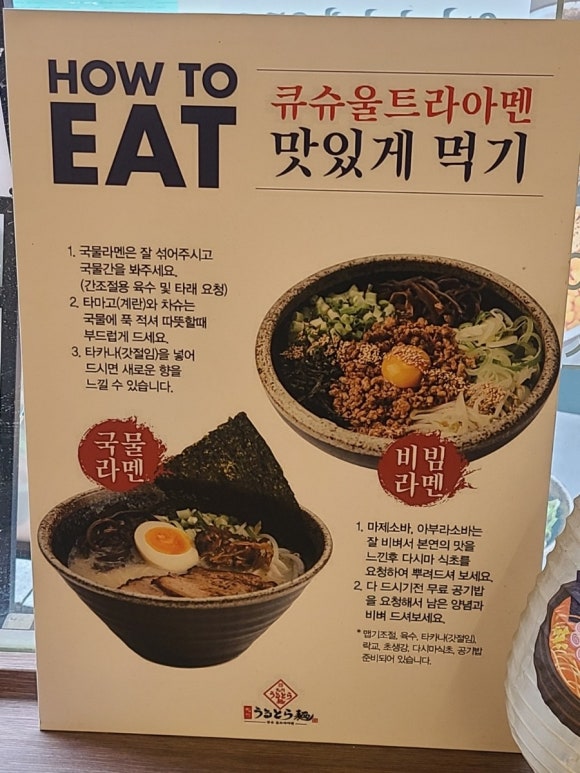 HOW TO
EAT
큐슈울트라아멘
맛있게 먹기
1. 국물라멘은 잘 섞어주시고
국물간을 봐주세요.
(간조절용 육수 및 타래 요청)
2. 타마고(계란)와 차슈는
국물에 푹 적셔 따뜻할때
부드럽게 드세요.
3. 타카나(갓절임)을 넣어
드시면 새로운 향을
느낄 수 있습니다.
국물
라멘
비빔
라멘
1. 마제소바, 아부라소바는
잘 비벼서 본연의 맛을
느낀후 다시마 식초를
요청하여 뿌려드셔 보세요.
2. 다 드시기전 무료 공기밥
을 요청해서 남은 양념과
비벼 드셔보세요.
* 맵기조절, 육수, 타카나(갓절임),
락교, 초생강, 다시마식초, 공기밥
준비되어 있습니다.
うるとら
うるとら麺